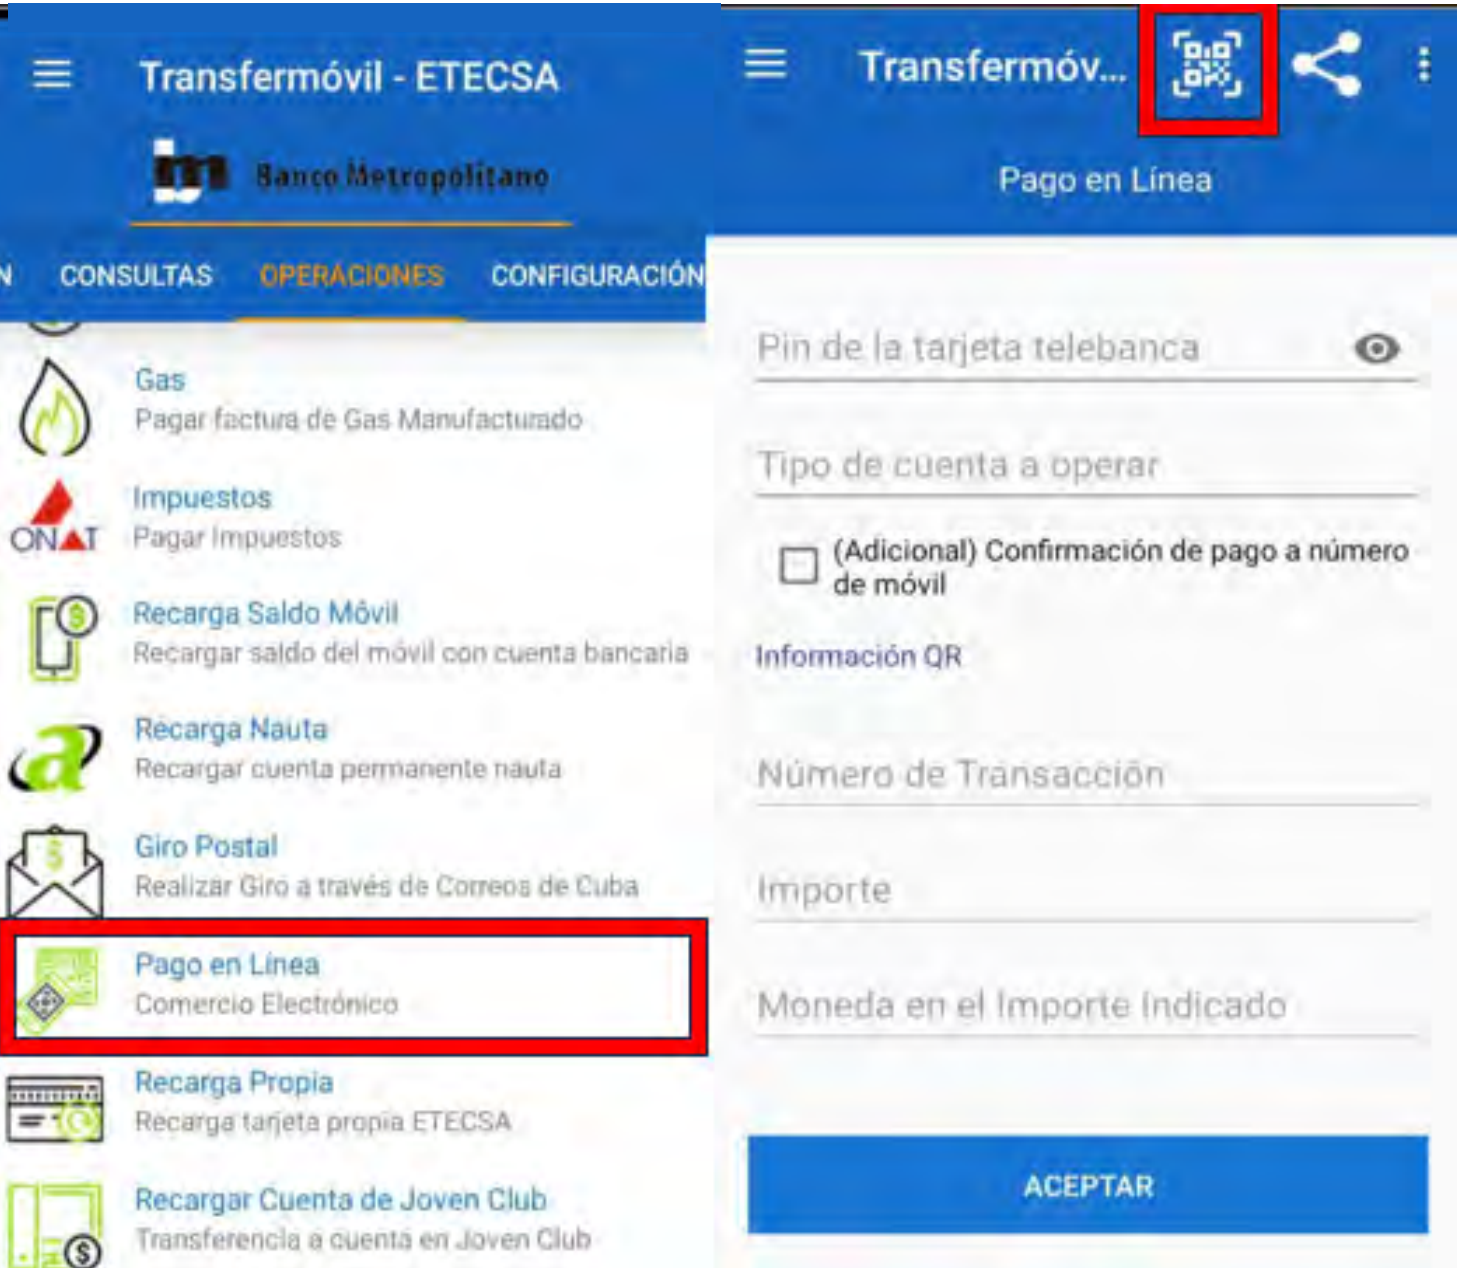 Transfermóvil - ETECSA
Banco Metropolitano
N CONSULTAS OPERACIONES CONFIGURACIÓN
Gas
Pagar factura de Gas Manufacturado
ONAT
Impuestos
Pagar Impuestos
Recarga Saldo Móvil
Recargar saldo del móvil con cuenta bancaria
Recarga Nauta
Recargar cuenta permanente nauta
Giro Postal
Realizar Giro a través de Correos de Cuba
Pago en Línea
Comercio Electrónico
Recarga Propia
Recarga tarjeta propia ETECSA
Recargar Cuenta de Joven Club
Transferencia a cuenta en Joven Club
Transfermóv...
Pago en Línea
Pin de la tarjeta telebanca
Tipo de cuenta a operar
(Adicional) Confirmación de pago a número
de móvil
Información QR
Número de Transacción
Importe
Moneda en el Importe Indicado
ACEPTAR